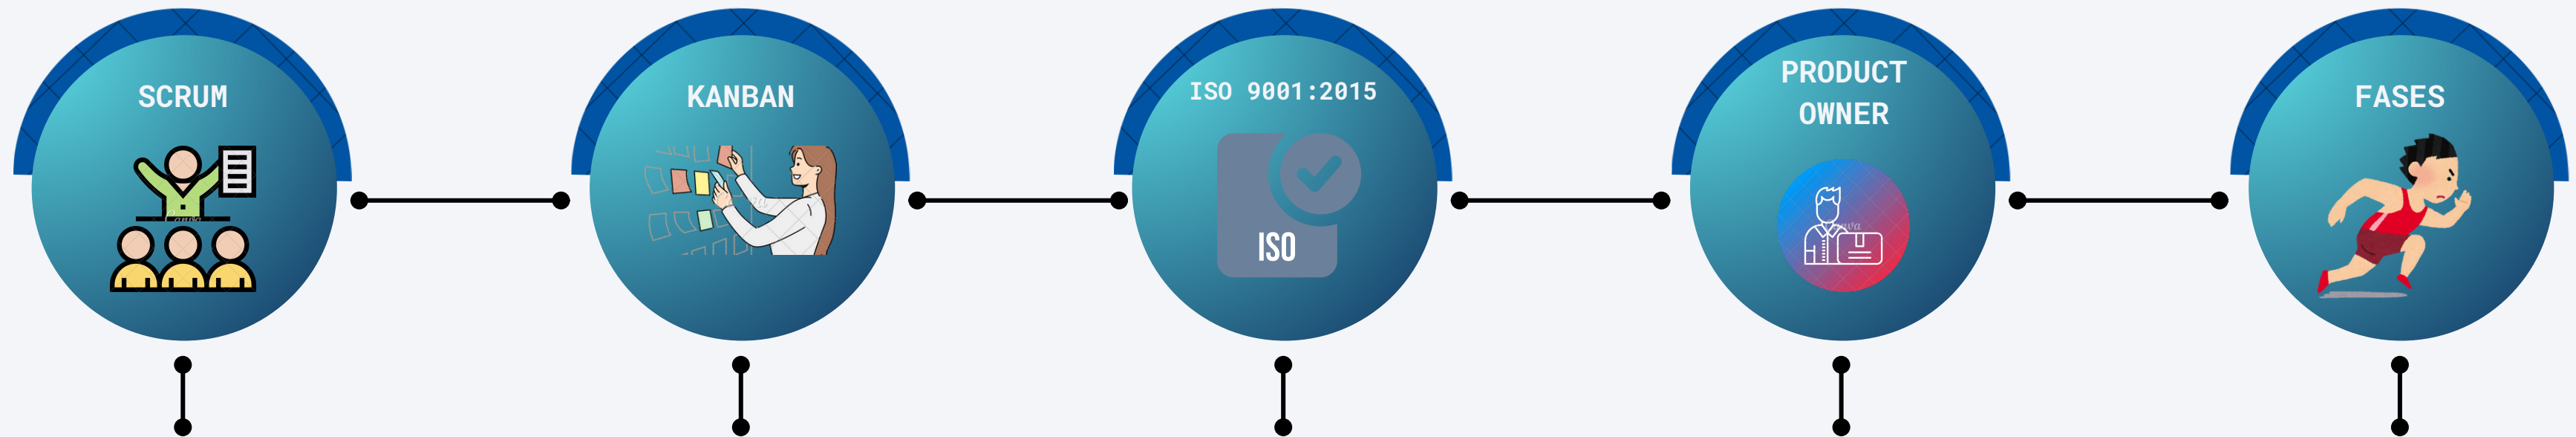 SCRUM
KANBAN
ISO 9001:2015
ISO
PRODUCT
OWNER
FASES